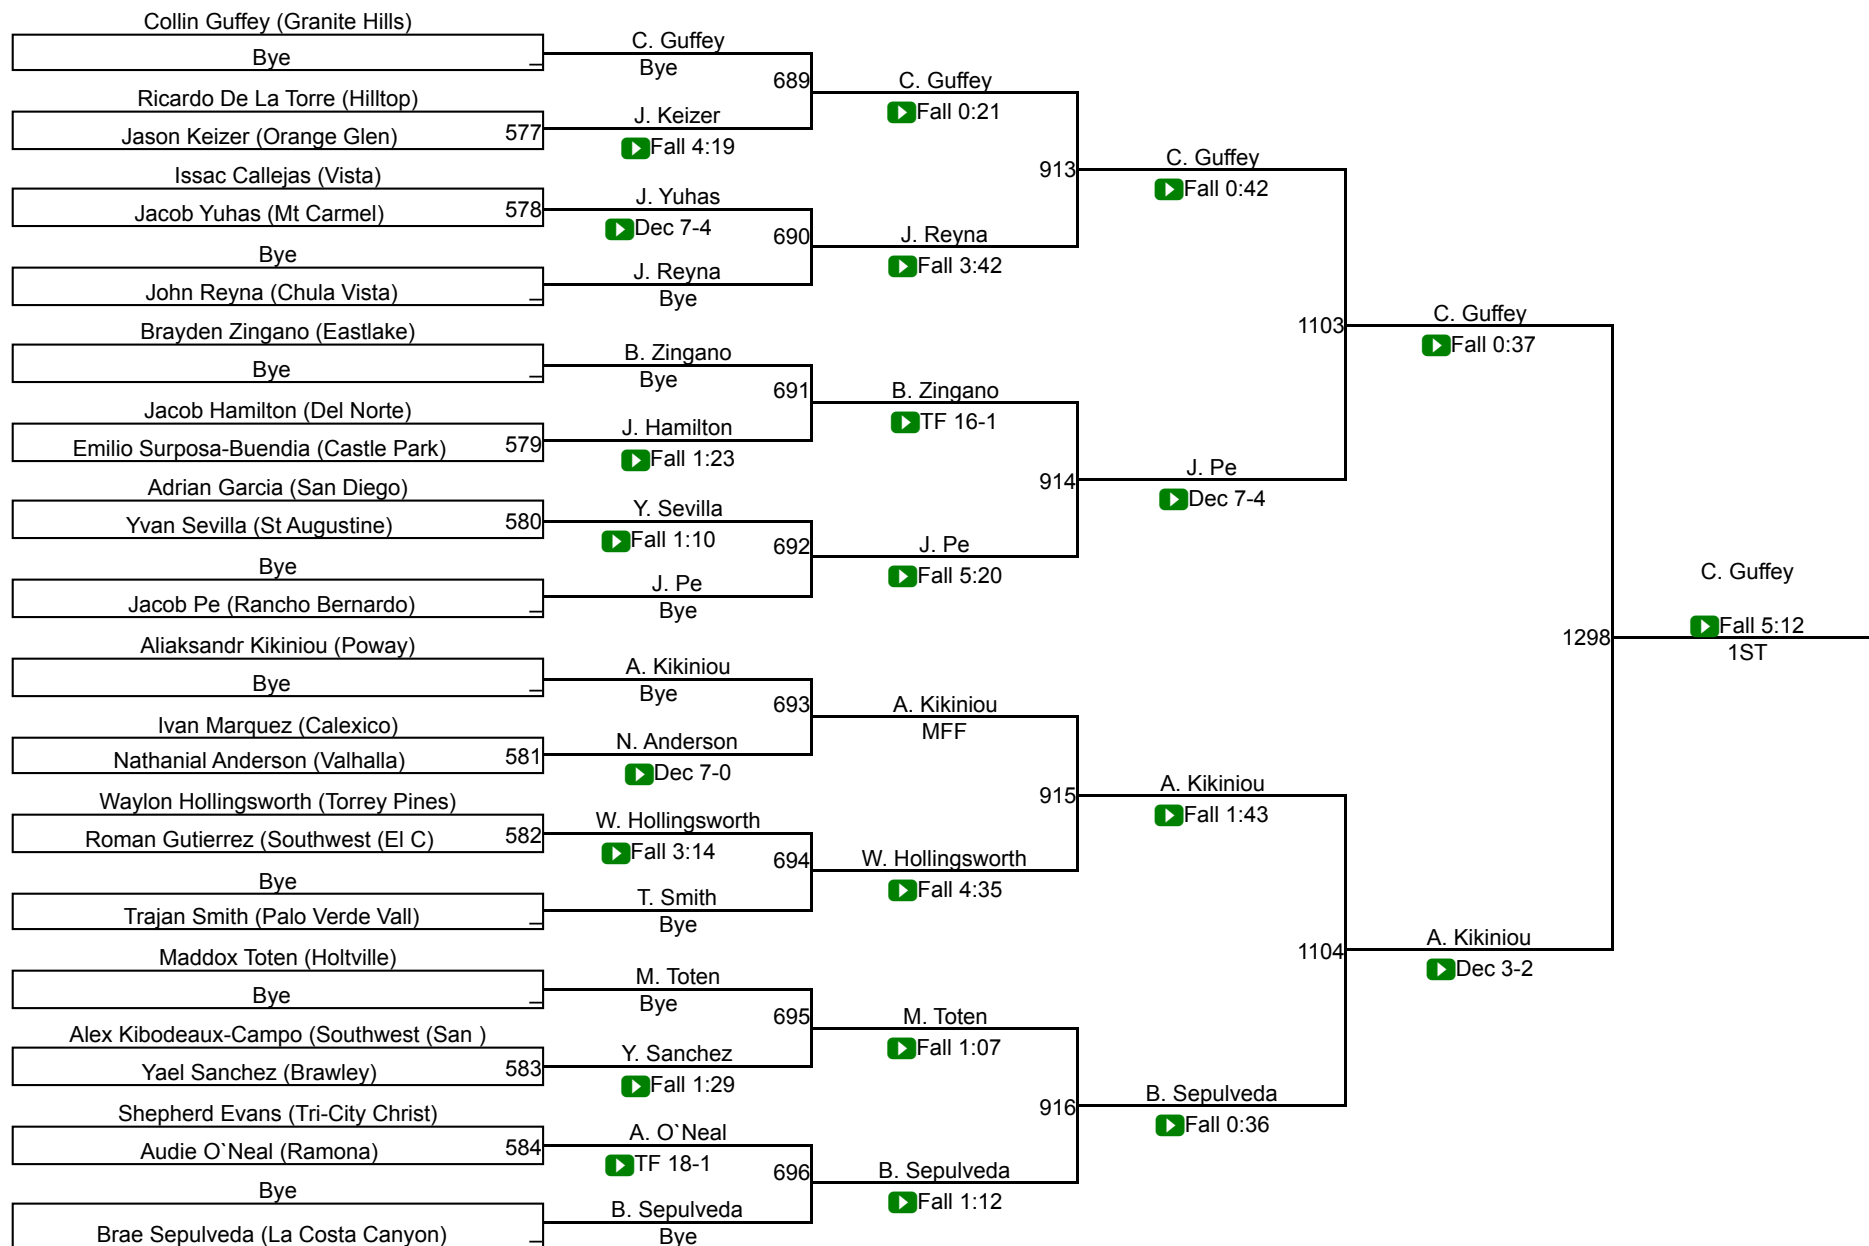 Collin Guffey (Granite Hills)
Bye
Ricardo De La Torre (Hilltop)
Jason Keizer (Orange Glen) 577
Issac Callejas (Vista)
Jacob Yuhas (Mt Carmel) 578
Bye
John Reyna (Chula Vista)
Brayden Zingano (Eastlake)
Bye
Jacob Hamilton (Del Norte)
Emilio Surposa-Buendia (Castle Park) 579
Adrian Garcia (San Diego)
Yvan Sevilla (St Augustine) 580
Bye
Jacob Pe (Rancho Bernardo)
Aliaksandr Kikiniou (Poway)
Bye
Ivan Marquez (Calexico)
Nathanial Anderson (Valhalla) 581
Waylon Hollingsworth (Torrey Pines)
Roman Gutierrez (Southwest (El C) 582
Bye
Trajan Smith (Palo Verde Vall)
Maddox Toten (Holtville)
Bye
Alex Kibodeaux-Campo (Southwest (San )
Yael Sanchez (Brawley) 583
Shepherd Evans (Tri-City Christ)
Audie O`Neal (Ramona) 584
Bye
Brae Sepulveda (La Costa Canyon)
C. Guffey
Bye
689
J. Keizer
Fall 4:19
J. Yuhas
Dec 7-4
690
J. Reyna
Bye
B. Zingano
Bye
691
J. Hamilton
Fall 1:23
Y. Sevilla
Fall 1:10
692
J. Pe
Bye
A. Kikiniou
Bye
693
N. Anderson
Dec 7-0
W. Hollingsworth
Fall 3:14
694
T. Smith
Bye
M. Toten
Bye
695
Y. Sanchez
Fall 1:29
A. O`Neal
TF 18-1
696
B. Sepulveda
Bye
C. Guffey
Fall 0:21
913
J. Reyna
Fall 3:42
B. Zingano
TF 16-1
914
J. Pe
Fall 5:20
A. Kikiniou
MFF
915
W. Hollingsworth
Fall 4:35
M. Toten
Fall 1:07
916
B. Sepulveda
Fall 1:12
C. Guffey
Fall 0:42
1103
J. Pe
Dec 7-4
A. Kikiniou
Fall 1:43
1104
B. Sepulveda
Fall 0:36
C. Guffey
Fall 0:37
1298
A. Kikiniou
Dec 3-2
C. Guffey
Fall 5:12
1ST